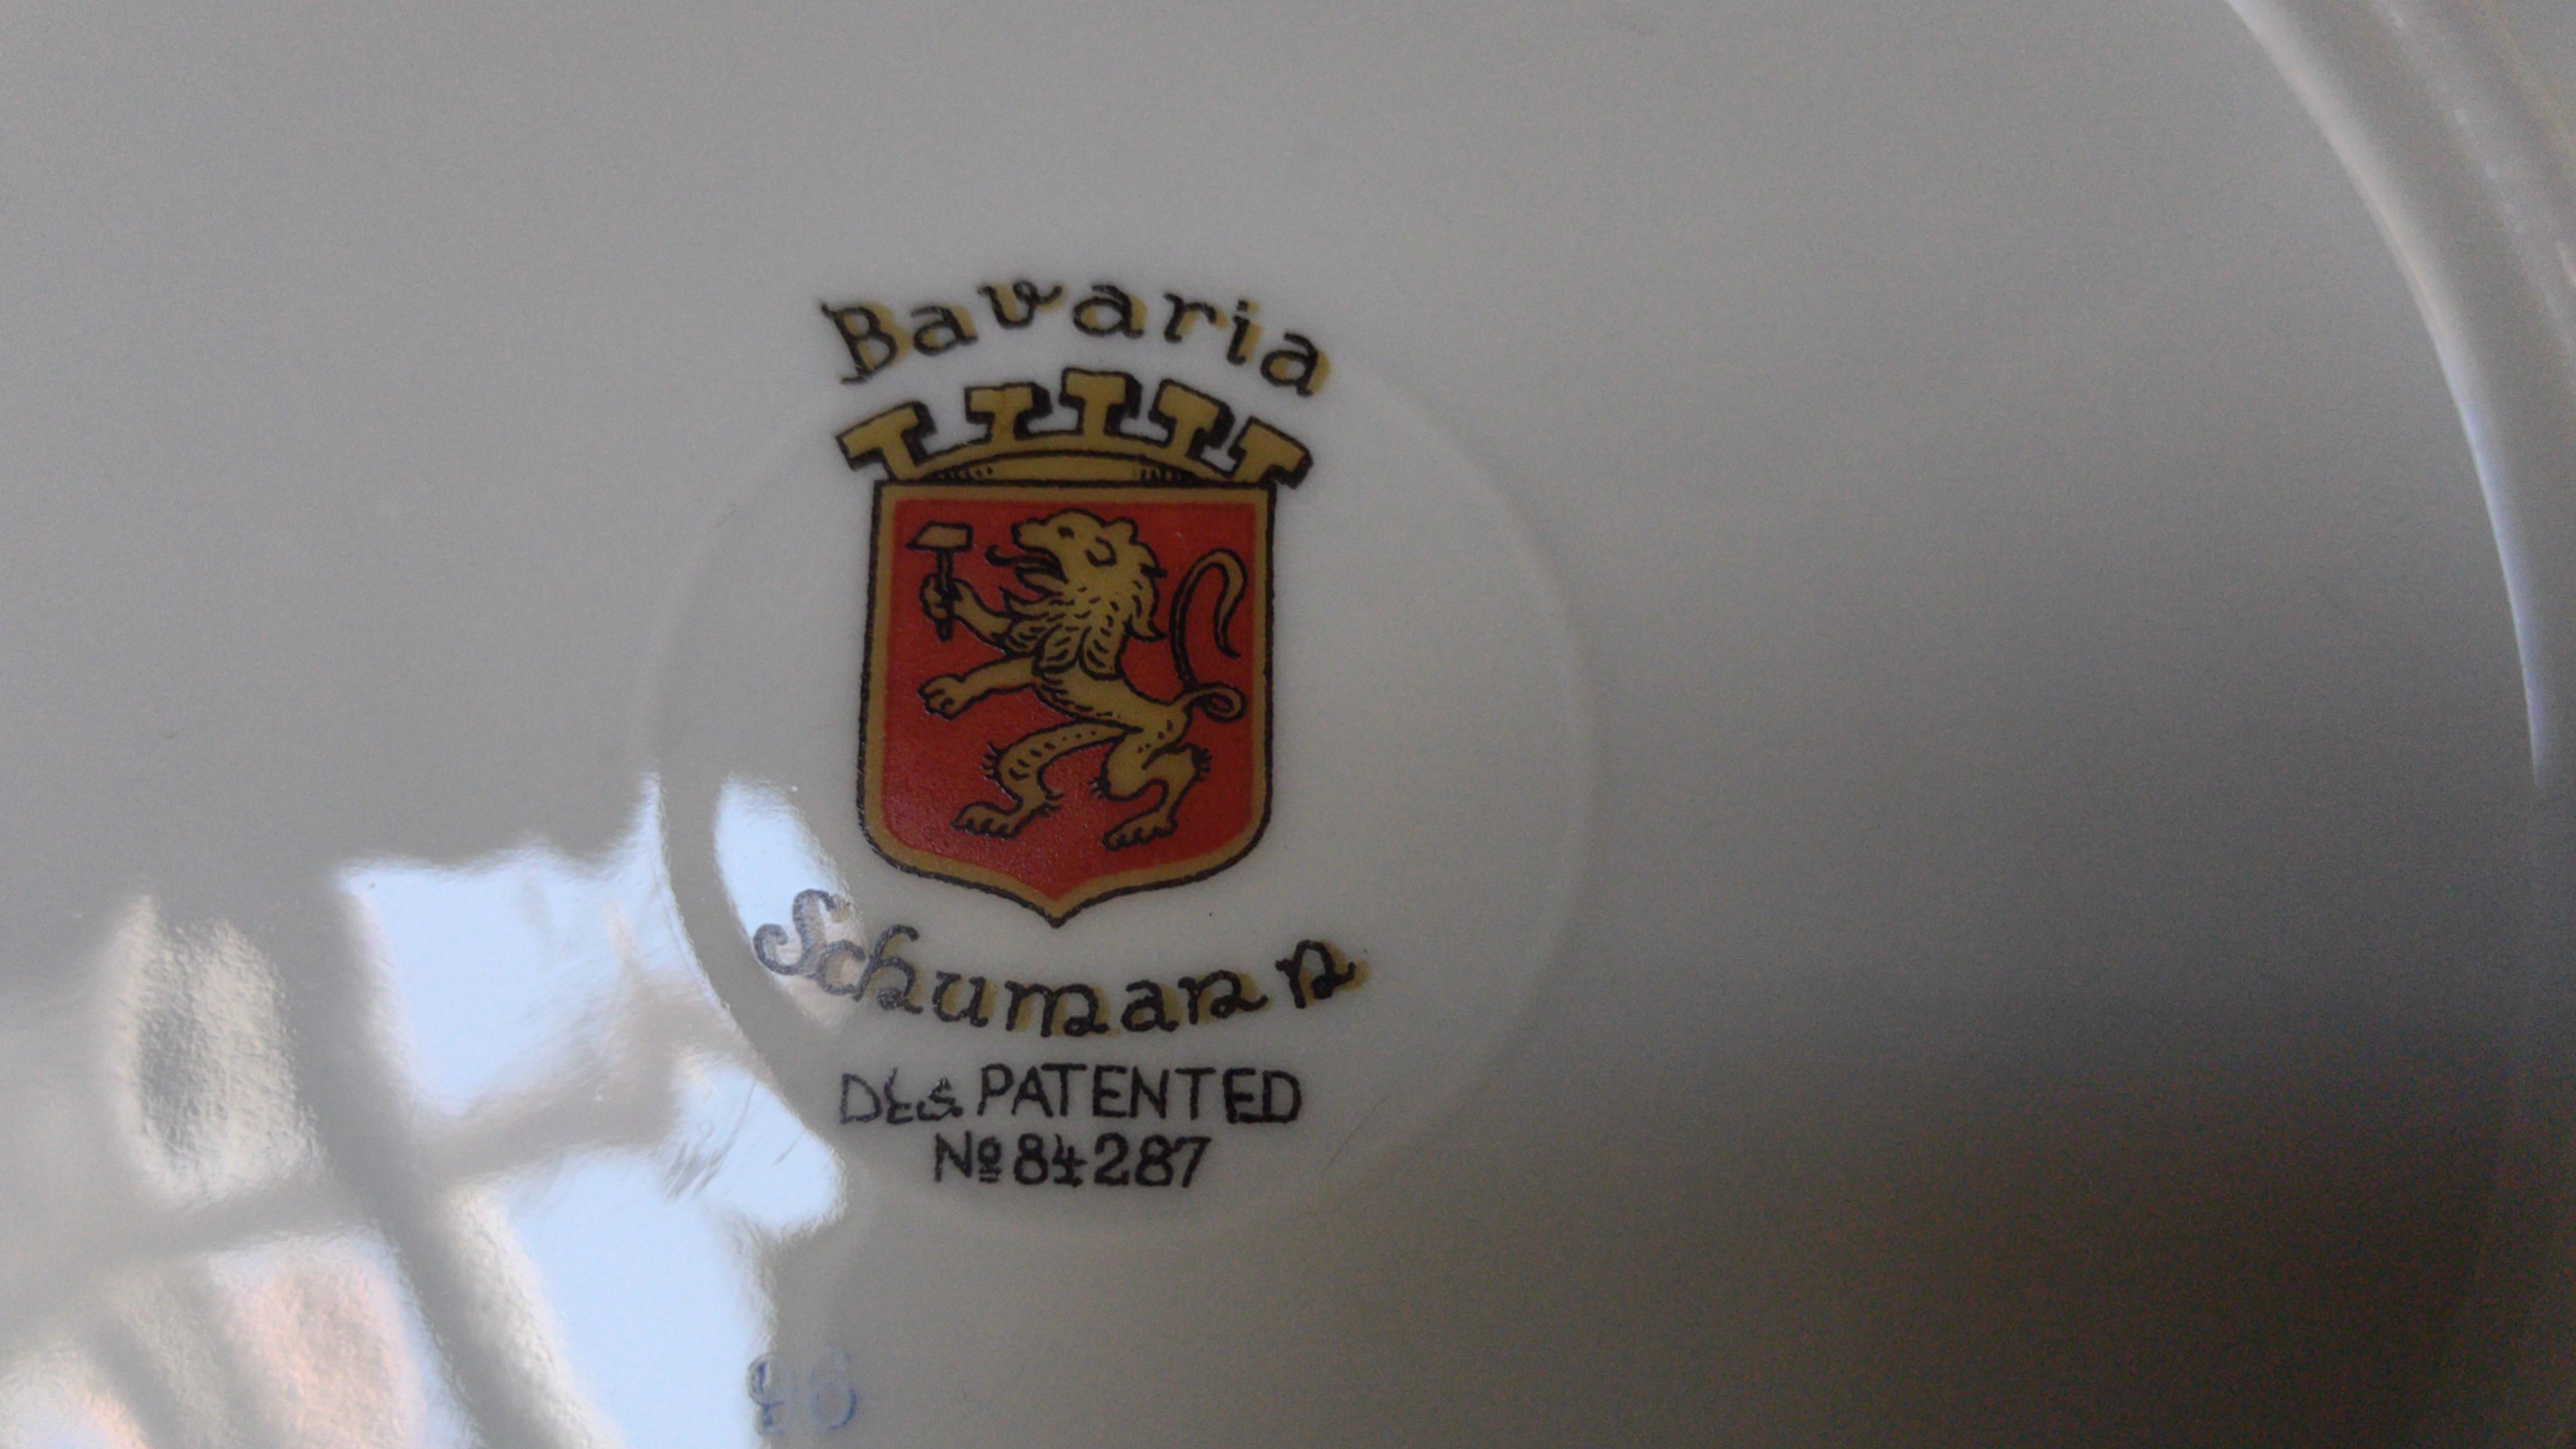 Bavaria
Schumann
Des PATENTED
Nº 84287